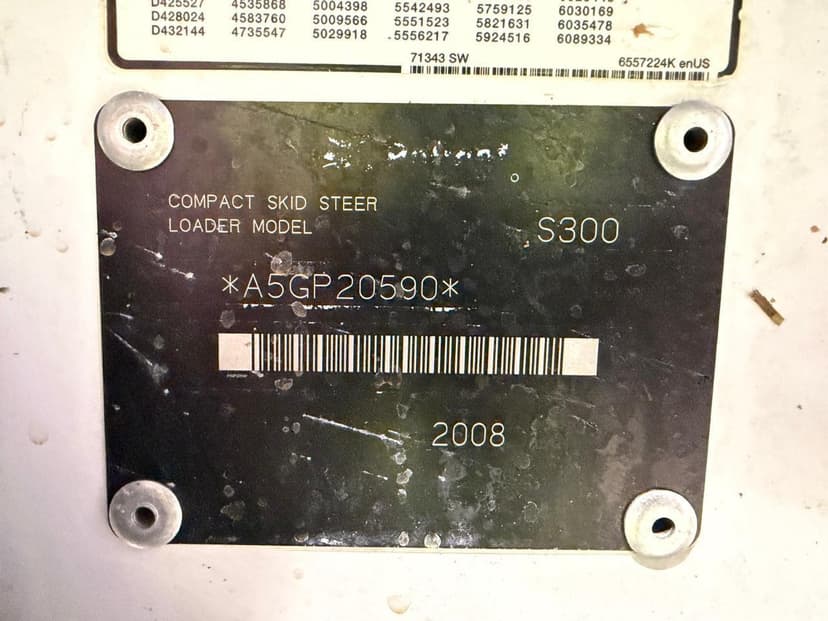 D425527 4535868 5004398 5542493 5759125 6030169
D428024 4583760 5009566 5551523 5821631 6035478
D432144 4735547 5029918 5556217 5924516 6089334
71343 SW
6557224K enUS
COMPACT SKID STEER
LOADER MODEL
S300
*A5GP20590*
2008